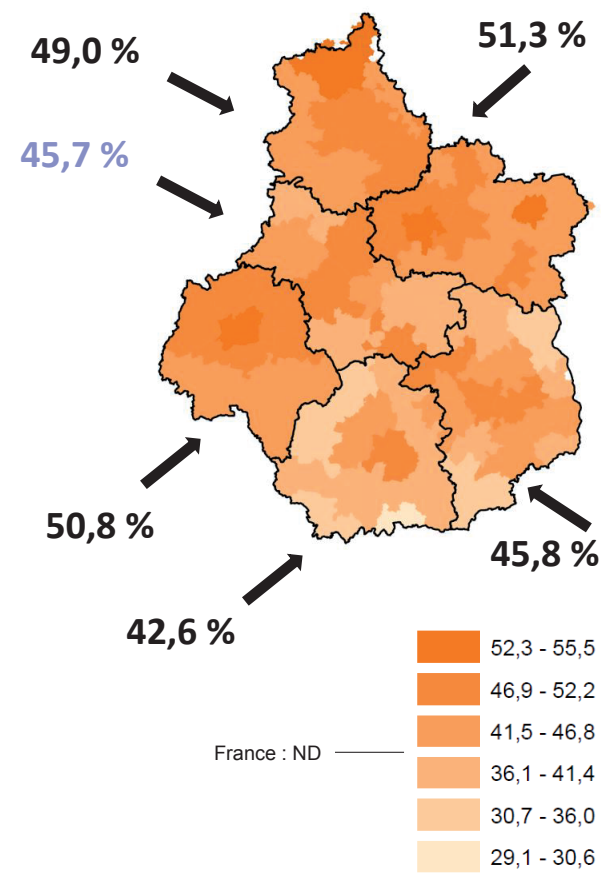 51,3 %
49,0 %
45,7 %
50,8 %
45,8 %
42,6 %
52,3 - 55,5
46,9 - 52,2
41,5 - 46,8
France : ND
36,1 - 41,4
30,7 - 36,0
29,1 - 30,6